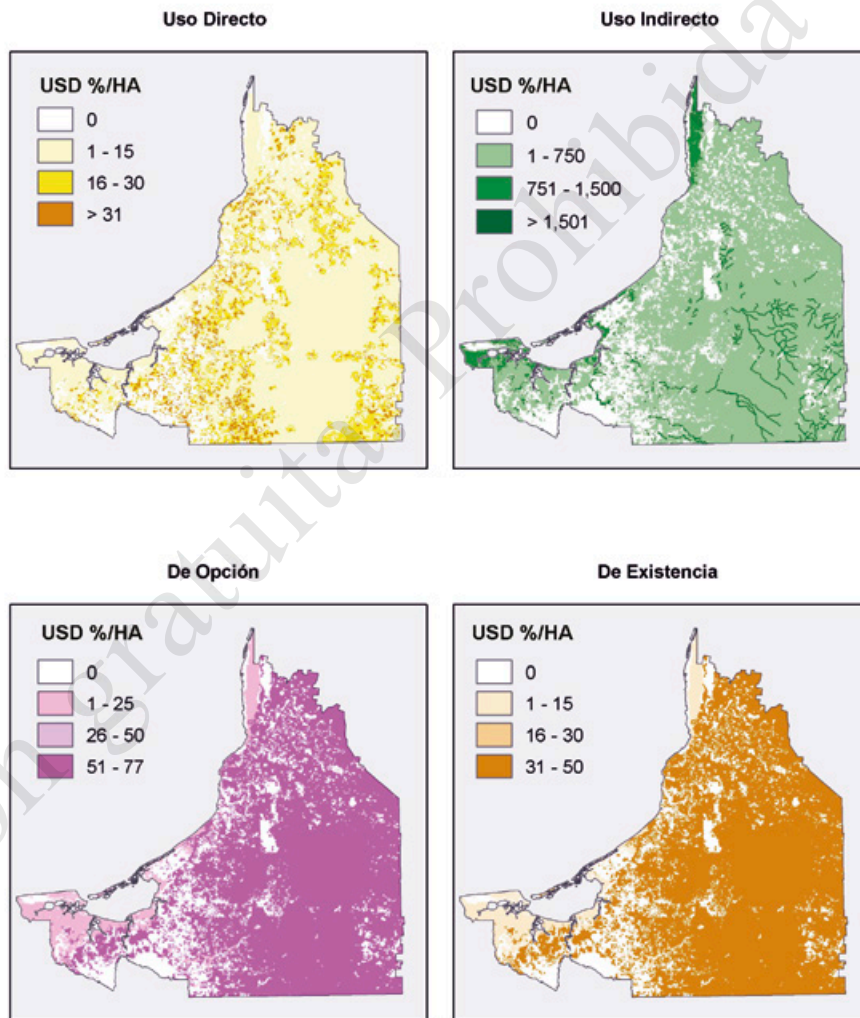 Uso Directo
USD %/HA
0
1 - 15
16 - 30
> 31
Uso Indirecto
USD %/HA
0
1 - 750
751 - 1,500
> 1,501
De Opción
USD %/HA
0
1 - 25
26 - 50
51 - 77
De Existencia
USD %/HA
0
1 - 15
16 - 30
31 - 50
gratuita Prohibida